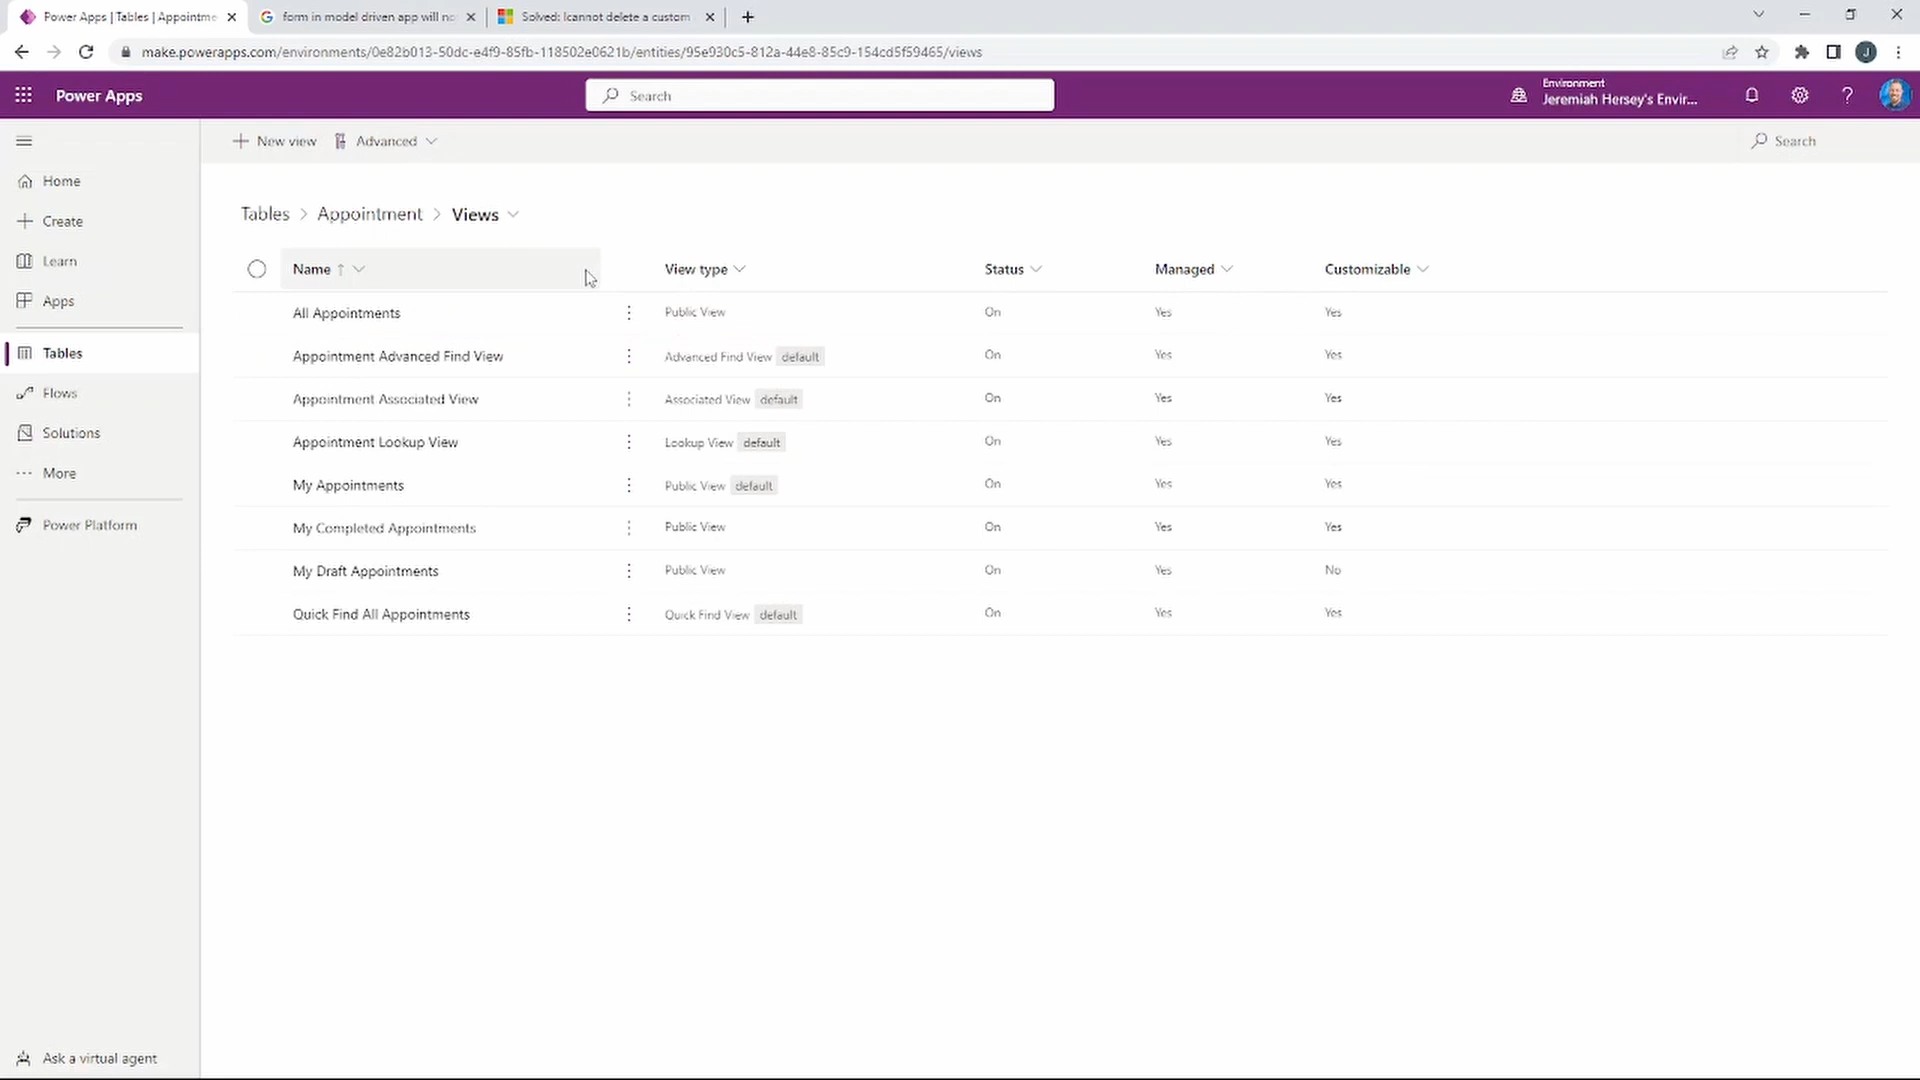 Power Apps | Tables | Appointme
form in model driven app will no
Solved: Icannot delete a custom
make.powerapps.com/environments/0e82b013-50dc-e4f9-85fb-118502e0621b/entities/95e930c5-812a-44e8-85c9-154cd5f59465/views
J
Power Apps
Search
Environment
Jeremiah Hersey's Envir...
New view
Advanced
Search
Home
Create
Learn
Apps
Tables
Flows
Solutions
More
Power Platform
Ask a virtual agent
Tables > Appointment > Views
Name View type Status Managed Customizable
All Appointments Public View On Yes Yes
Appointment Advanced Find View Advanced Find View default On Yes Yes
Appointment Associated View Associated View default On Yes Yes
Appointment Lookup View Lookup View default On Yes Yes
My Appointments Public View default On Yes Yes
My Completed Appointments Public View On Yes Yes
My Draft Appointments Public View On Yes No
Quick Find All Appointments Quick Find View default On Yes Yes